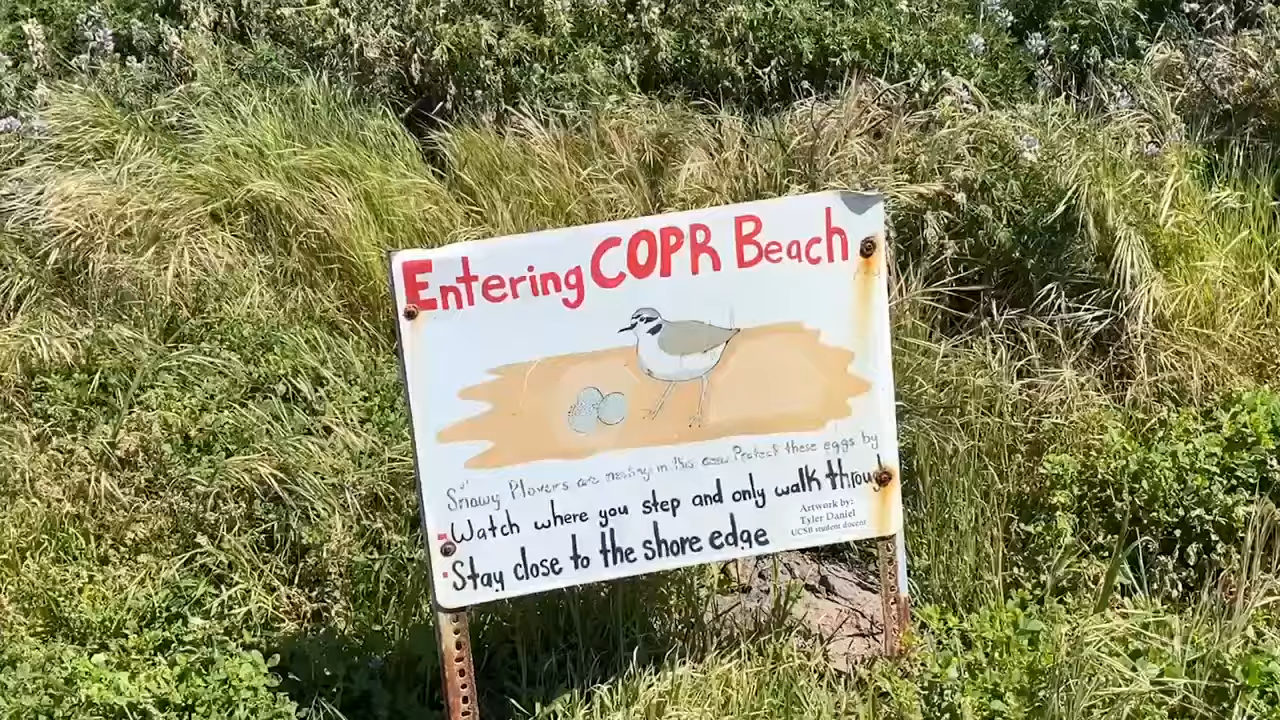 Entering COPR Beach
Snowy Plovers are nesting in this area. Protect these eggs by
Watch where you step and only walk through
Artwork by:
Tyler Daniel
UCSB student docent
Stay close to the shore edge